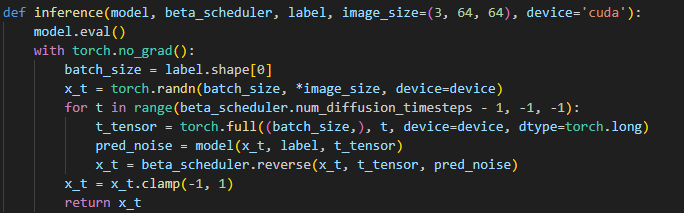 def inference(model, beta_scheduler, label, image_size=(3, 64, 64), device='cuda'):
    model.eval()
    with torch.no_grad():
        batch_size = label.shape[0]
        x_t = torch.randn(batch_size, *image_size, device=device)
        for t in range(beta_scheduler.num_diffusion_timesteps - 1, -1, -1):
            t_tensor = torch.full((batch_size,), t, device=device, dtype=torch.long)
            pred_noise = model(x_t, label, t_tensor)
            x_t = beta_scheduler.reverse(x_t, t_tensor, pred_noise)
        x_t = x_t.clamp(-1, 1)
        return x_t